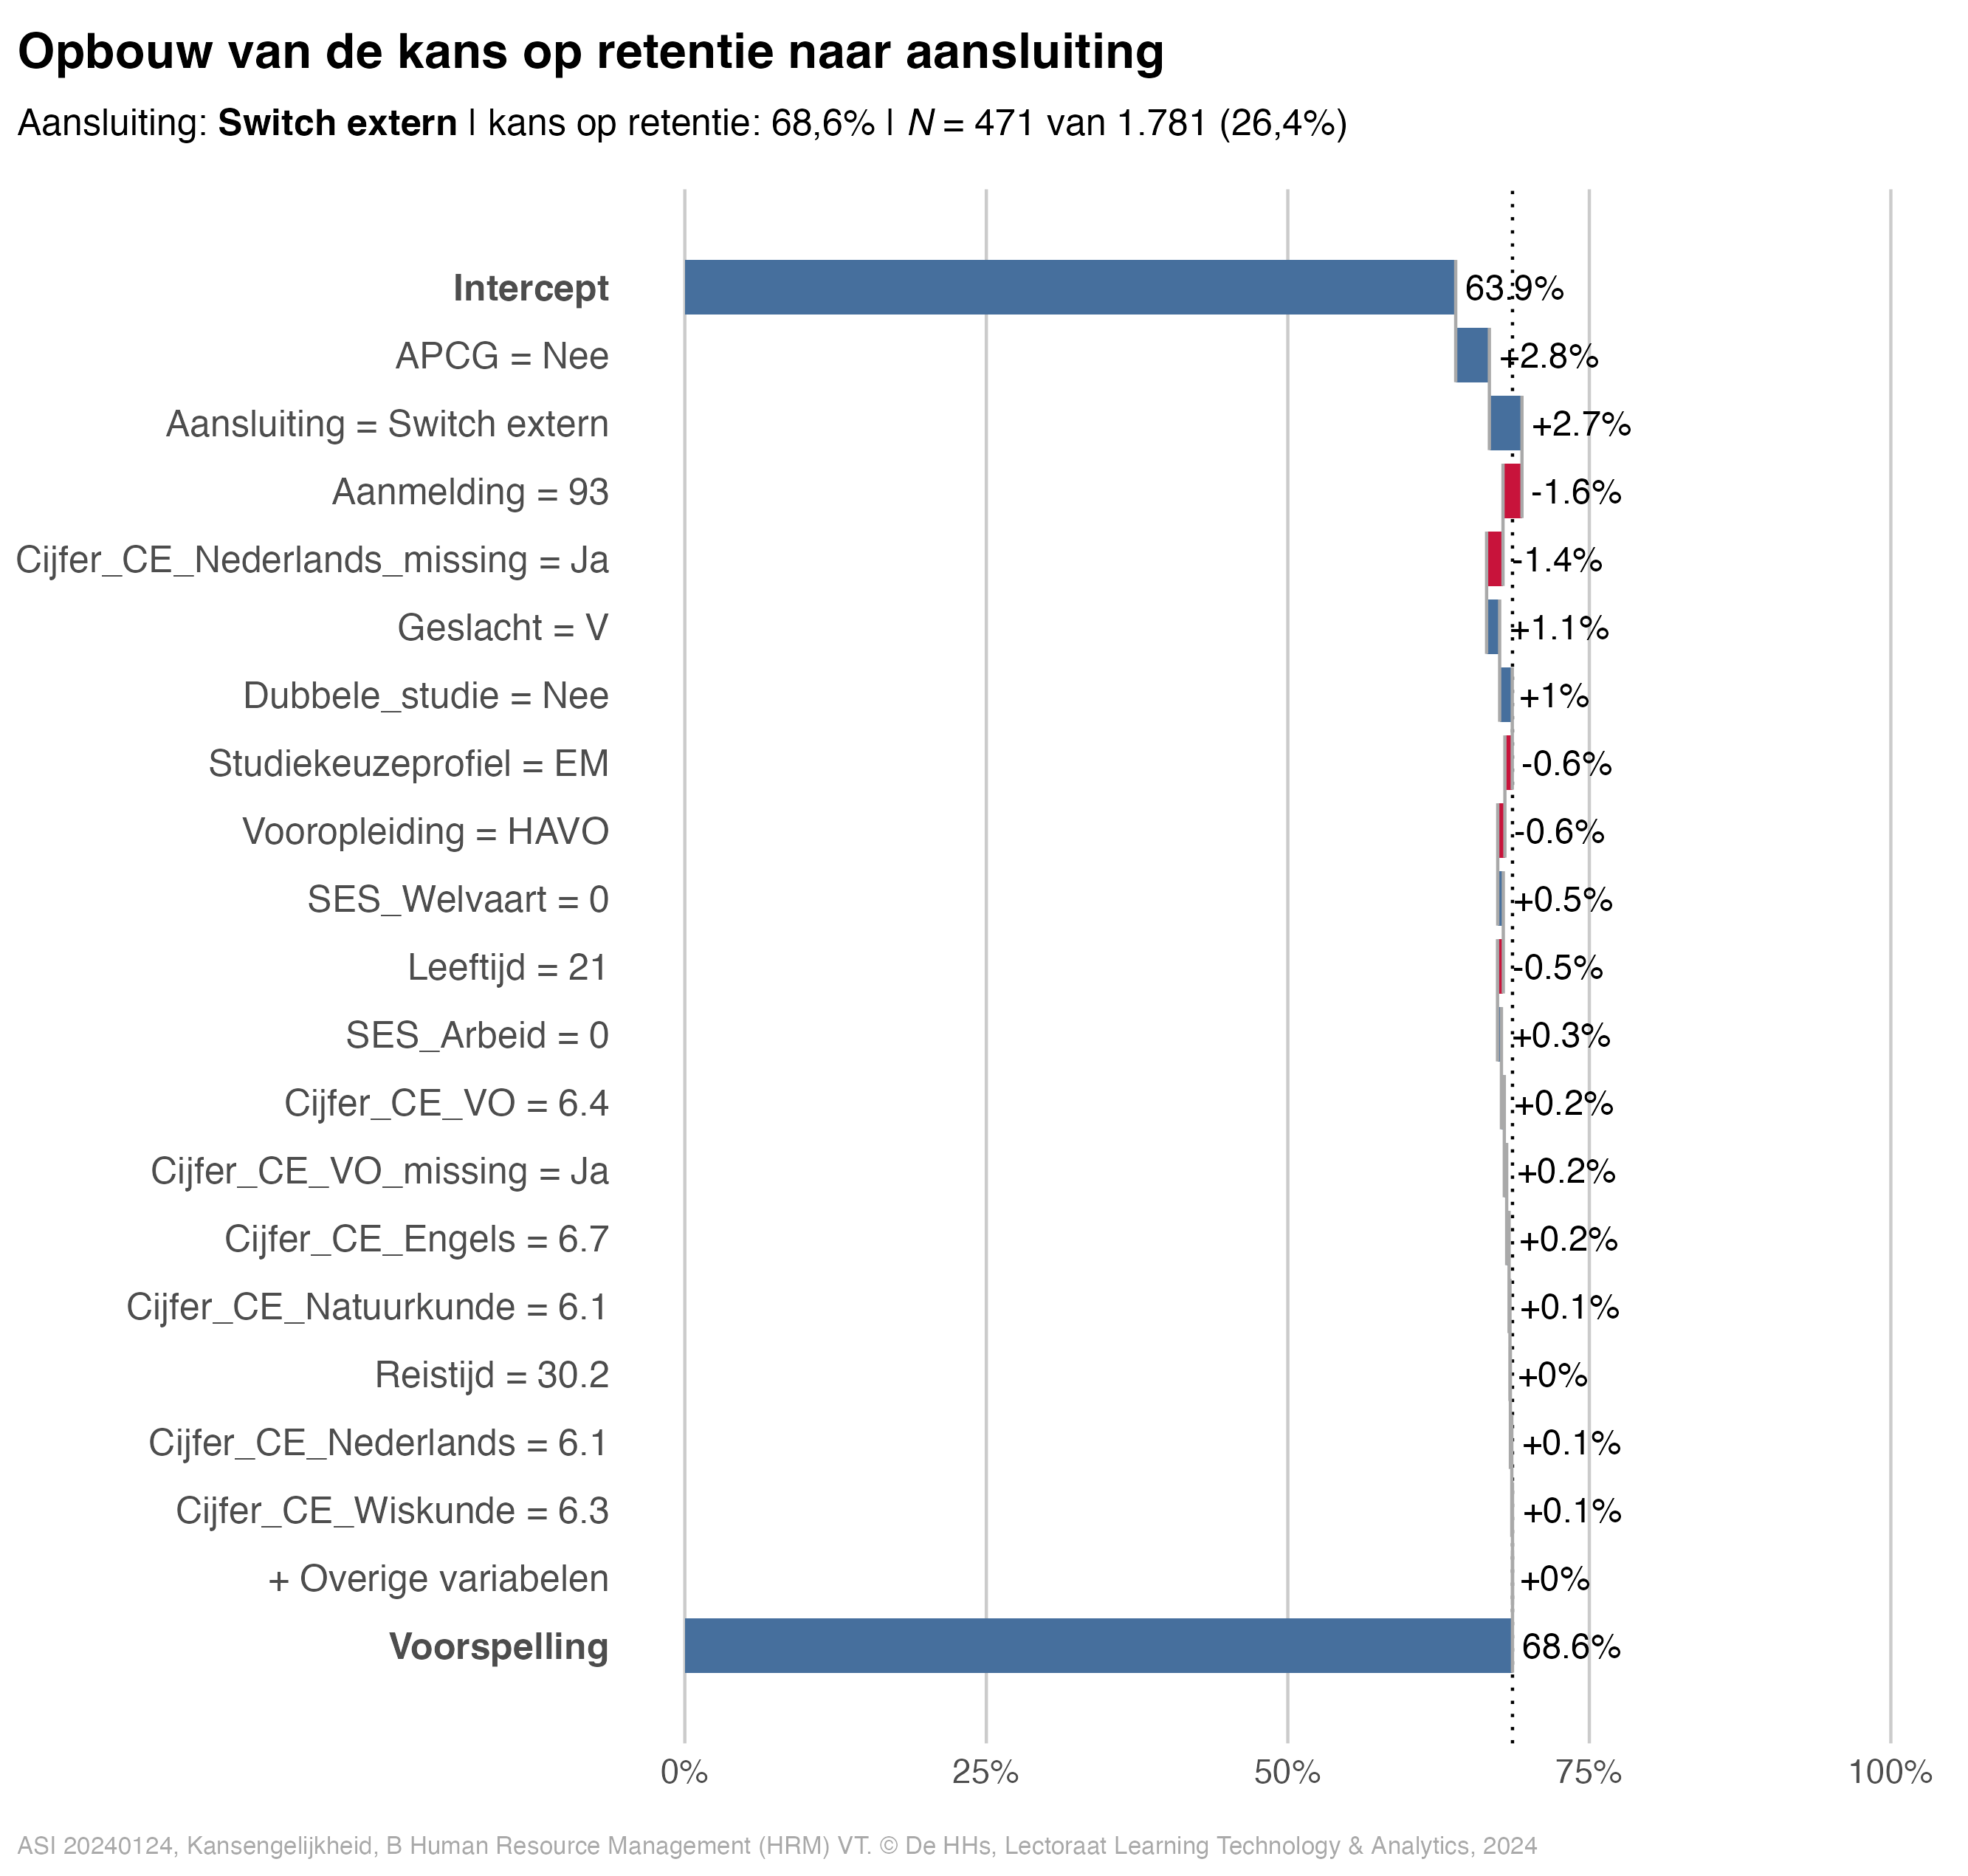 Opbouw van de kans op retentie naar aansluiting
Aansluiting: Switch extern | kans op retentie: 68,6% | N = 471 van 1.781 (26,4%)
Intercept 63.9%
APCG = Nee +2.8%
Aansluiting = Switch extern +2.7%
Aanmelding = 93 -1.6%
Cijfer_CE_Nederlands_missing = Ja -1.4%
Geslacht = V +1.1%
Dubbele_studie = Nee +1%
Studiekeuzeprofiel = EM -0.6%
Vooropleiding = HAVO -0.6%
SES_Welvaart = 0 +0.5%
Leeftijd = 21 -0.5%
SES_Arbeid = 0 +0.3%
Cijfer_CE_VO = 6.4 +0.2%
Cijfer_CE_VO_missing = Ja +0.2%
Cijfer_CE_Engels = 6.7 +0.2%
Cijfer_CE_Natuurkunde = 6.1 +0.1%
Reistijd = 30.2 +0%
Cijfer_CE_Nederlands = 6.1 +0.1%
Cijfer_CE_Wiskunde = 6.3 +0.1%
+ Overige variabelen +0%
Voorspelling 68.6%
0% 25% 50% 75% 100%
ASI 20240124, Kansengelijkheid, B Human Resource Management (HRM) VT. © De HHs, Lectoraat Learning Technology & Analytics, 2024